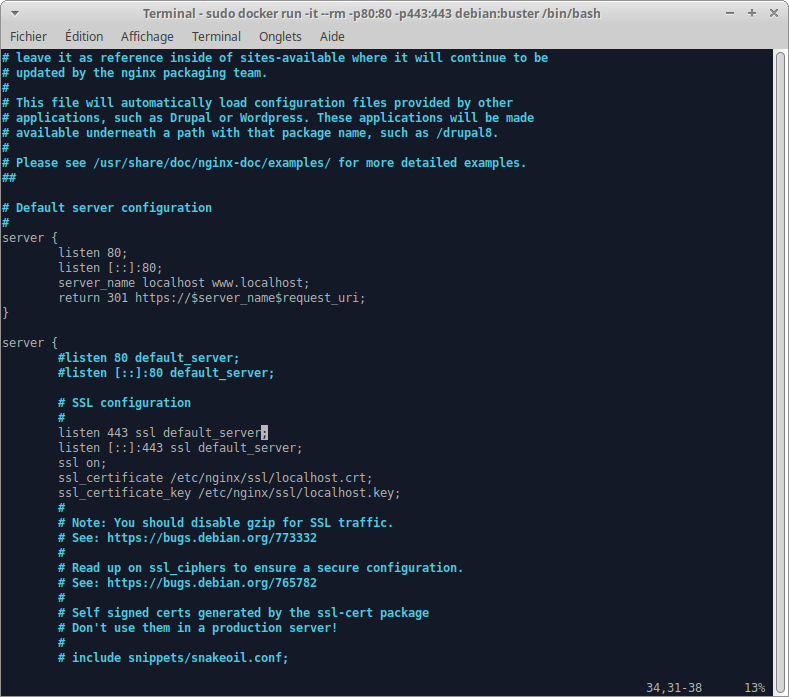 Terminal - sudo docker run -it --rm -p80:80 -p443:443 debian:buster /bin/bash
Fichier Édition Affichage Terminal Onglets Aide
# leave it as reference inside of sites-available where it will continue to be
# updated by the nginx packaging team.
#
# This file will automatically load configuration files provided by other
# applications, such as Drupal or Wordpress. These applications will be made
# available underneath a path with that package name, such as /drupal8.
#
# Please see /usr/share/doc/nginx-doc/examples/ for more detailed examples.
##

# Default server configuration
#
server {
        listen 80;
        listen [::]:80;
        server_name localhost www.localhost;
        return 301 https://$server_name$request_uri;
}

server {
        #listen 80 default_server;
        #listen [::]:80 default_server;

        # SSL configuration
        #
        listen 443 ssl default_server;
        listen [::]:443 ssl default_server;
        ssl on;
        ssl_certificate /etc/nginx/ssl/localhost.crt;
        ssl_certificate_key /etc/nginx/ssl/localhost.key;
        #
        # Note: You should disable gzip for SSL traffic.
        # See: https://bugs.debian.org/773332
        #
        # Read up on ssl_ciphers to ensure a secure configuration.
        # See: https://bugs.debian.org/765782
        #
        # Self signed certs generated by the ssl-cert package
        # Don't use them in a production server!
        #
        # include snippets/snakeoil.conf;

34,31-38 13%